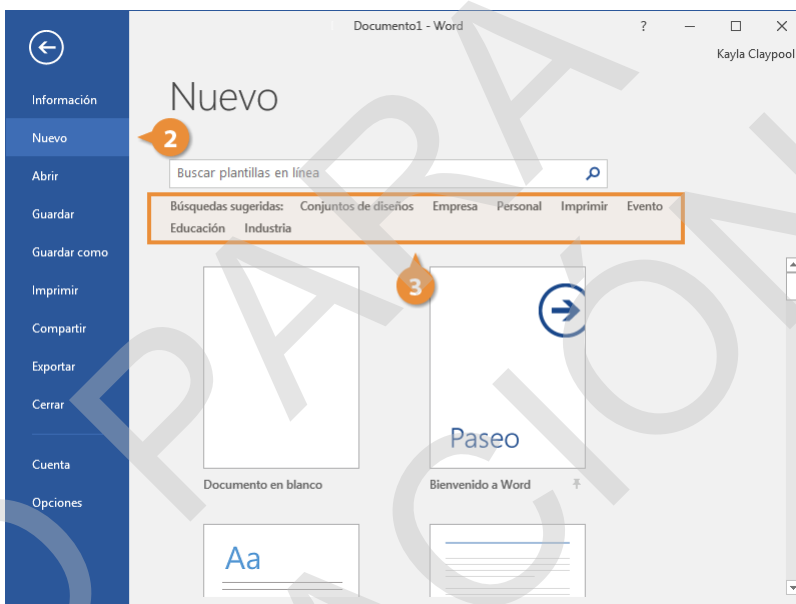 Documento1 - Word
?
Kayla Claypool
Información
Nuevo
Abrir
Guardar
Guardar como
Imprimir
Compartir
Exportar
Cerrar
Cuenta
Opciones
Nuevo
2
Buscar plantillas en línea
Búsquedas sugeridas: Conjuntos de diseños Empresa Personal Imprimir Evento
Educación Industria
3
Paseo
Documento en blanco
Bienvenido a Word
Aa
PARA